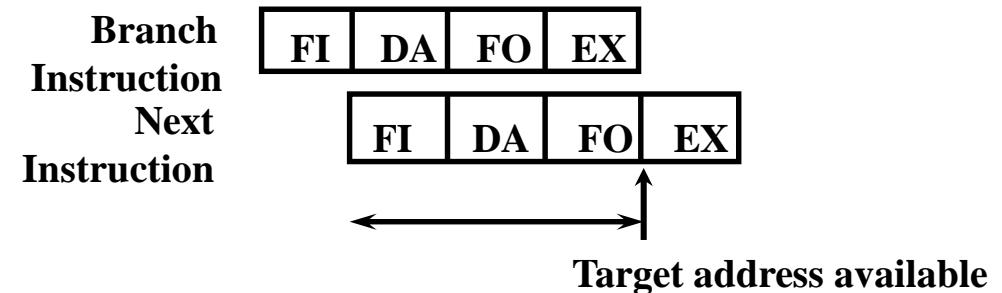 Branch
Instruction
FI DA FO EX
Next
Instruction
FI DA FO EX
Target address available